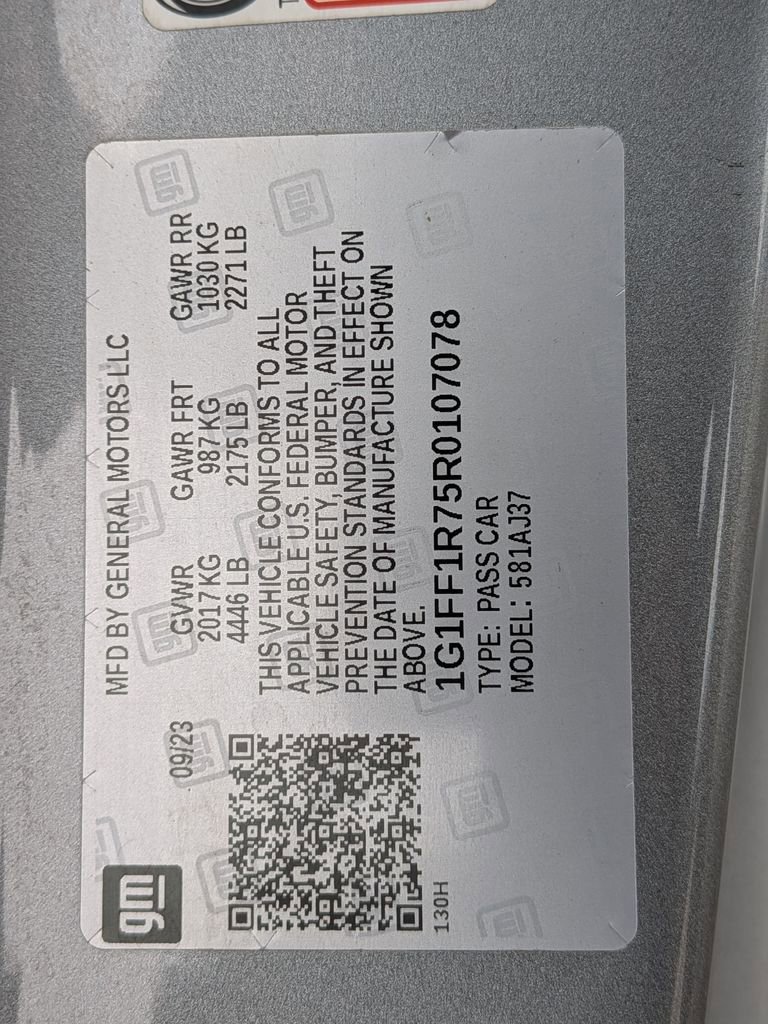 gm
MFD BY GENERAL MOTORS LLC
09/23
GVWR GAWR FRT GAWR RR
2017 KG 987 KG 1030 KG
4446 LB 2175 LB 2271 LB
THIS VEHICLE CONFORMS TO ALL
APPLICABLE U.S. FEDERAL MOTOR
VEHICLE SAFETY, BUMPER, AND THEFT
PREVENTION STANDARDS IN EFFECT ON
THE DATE OF MANUFACTURE SHOWN
ABOVE.
1G1FF1R75R0107078
TYPE: PASS CAR
MODEL: 581AJ37
130H